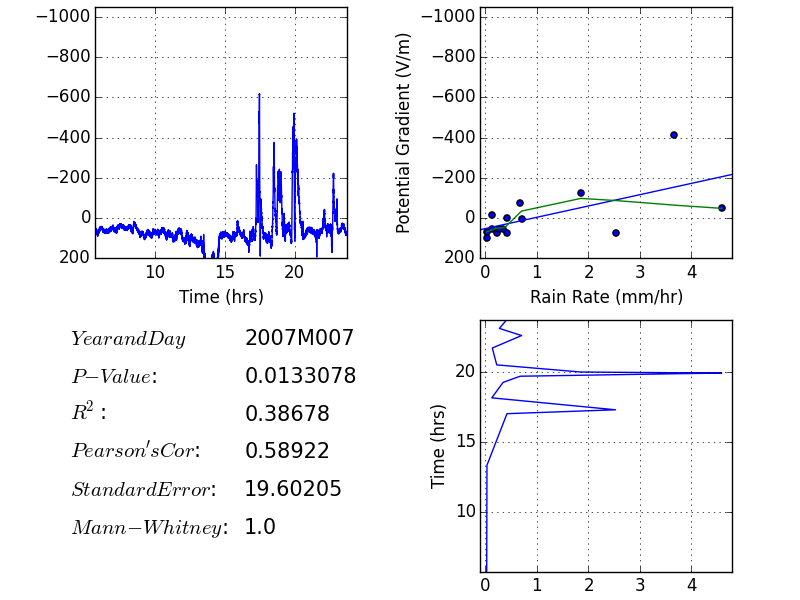 −1000
−800
−600
−400
−200
0
200
10 15 20
Time (hrs)
Potential Gradient (V/m)
−1000
−800
−600
−400
−200
0
200
0 1 2 3 4
Rain Rate (mm/hr)
YearandDay 2007M007
P−Value: 0.0133078
R²: 0.38678
Pearson'sCor: 0.58922
StandardError: 19.60205
Mann−Whitney: 1.0
Time (hrs)
20
15
10
0 1 2 3 4